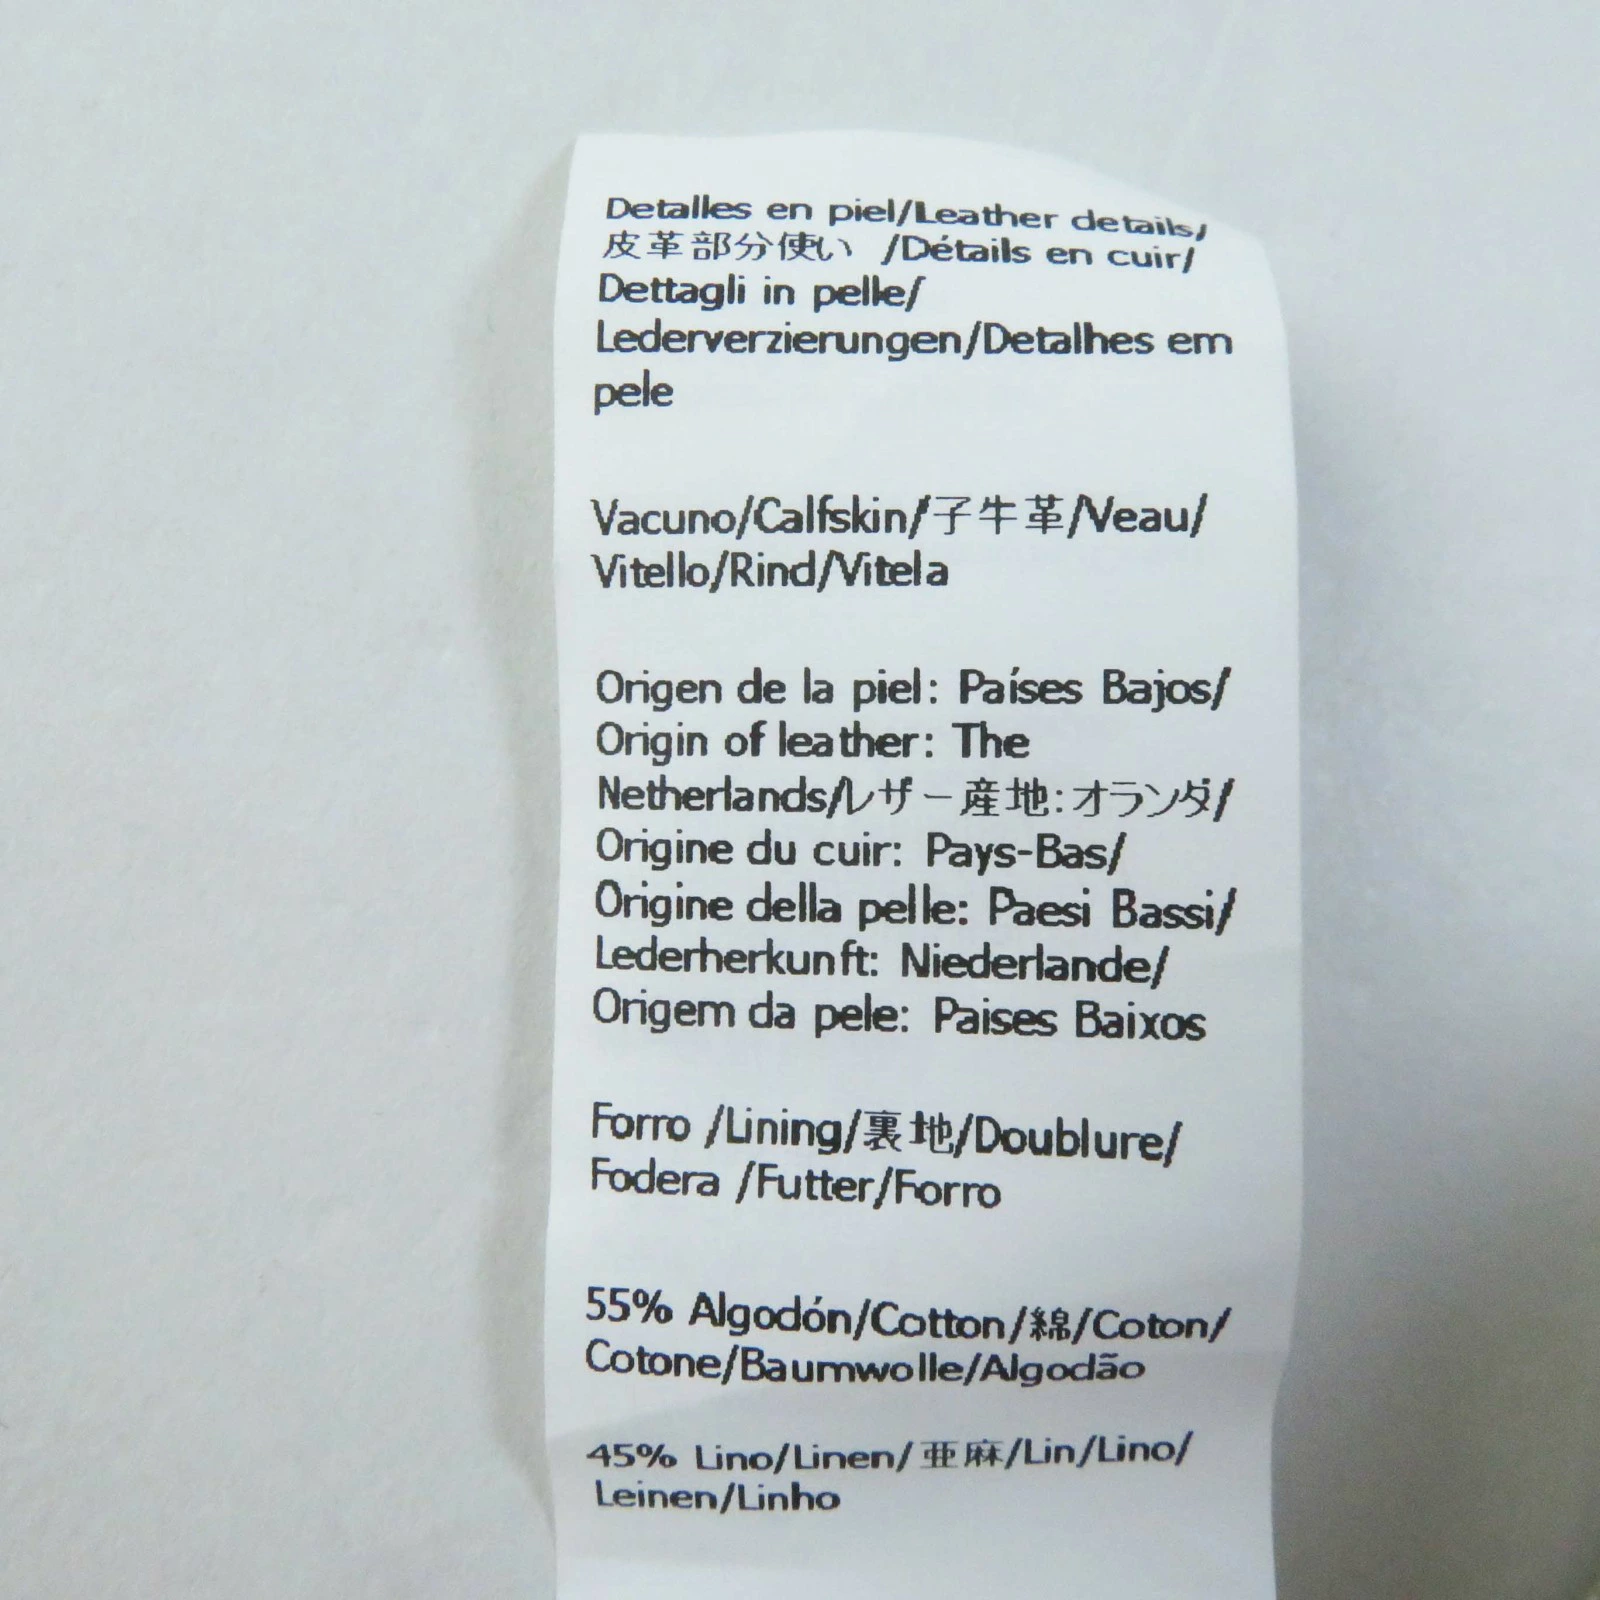 Detalles en piel/Leather details/
皮革部分使い /Détails en cuir/
Dettagli in pelle/
Lederverzierungen/Detalhes em
pele
Vacuno/Calfskin/子牛革/Veau/
Vitello/Rind/Vitela
Origen de la piel: Países Bajos/
Origin of leather: The
Netherlands/レザー産地:オランダ/
Origine du cuir: Pays-Bas/
Origine della pelle: Paesi Bassi/
Lederherkunft: Niederlande/
Origem da pele: Paises Baixos
Forro /Lining/裏地/Doublure/
Fodera /Futter/Forro
55% Algodón/Cotton/綿/Coton/
Cotone/Baumwolle/Algodão
45% Lino/Linen/亜麻/Lin/Lino/
Leinen/Linho